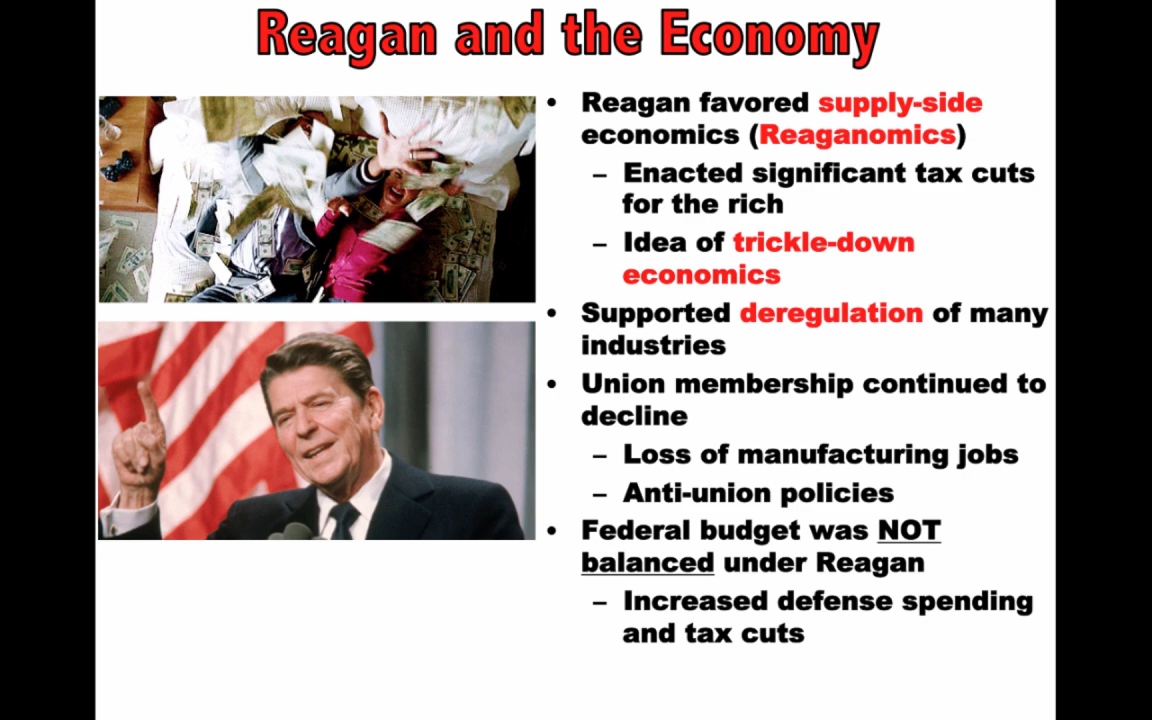 Reagan and the Economy
• Reagan favored supply-side
economics (Reaganomics)
– Enacted significant tax cuts
for the rich
– Idea of trickle-down
economics
• Supported deregulation of many
industries
• Union membership continued to
decline
– Loss of manufacturing jobs
– Anti-union policies
• Federal budget was NOT
balanced under Reagan
– Increased defense spending
and tax cuts